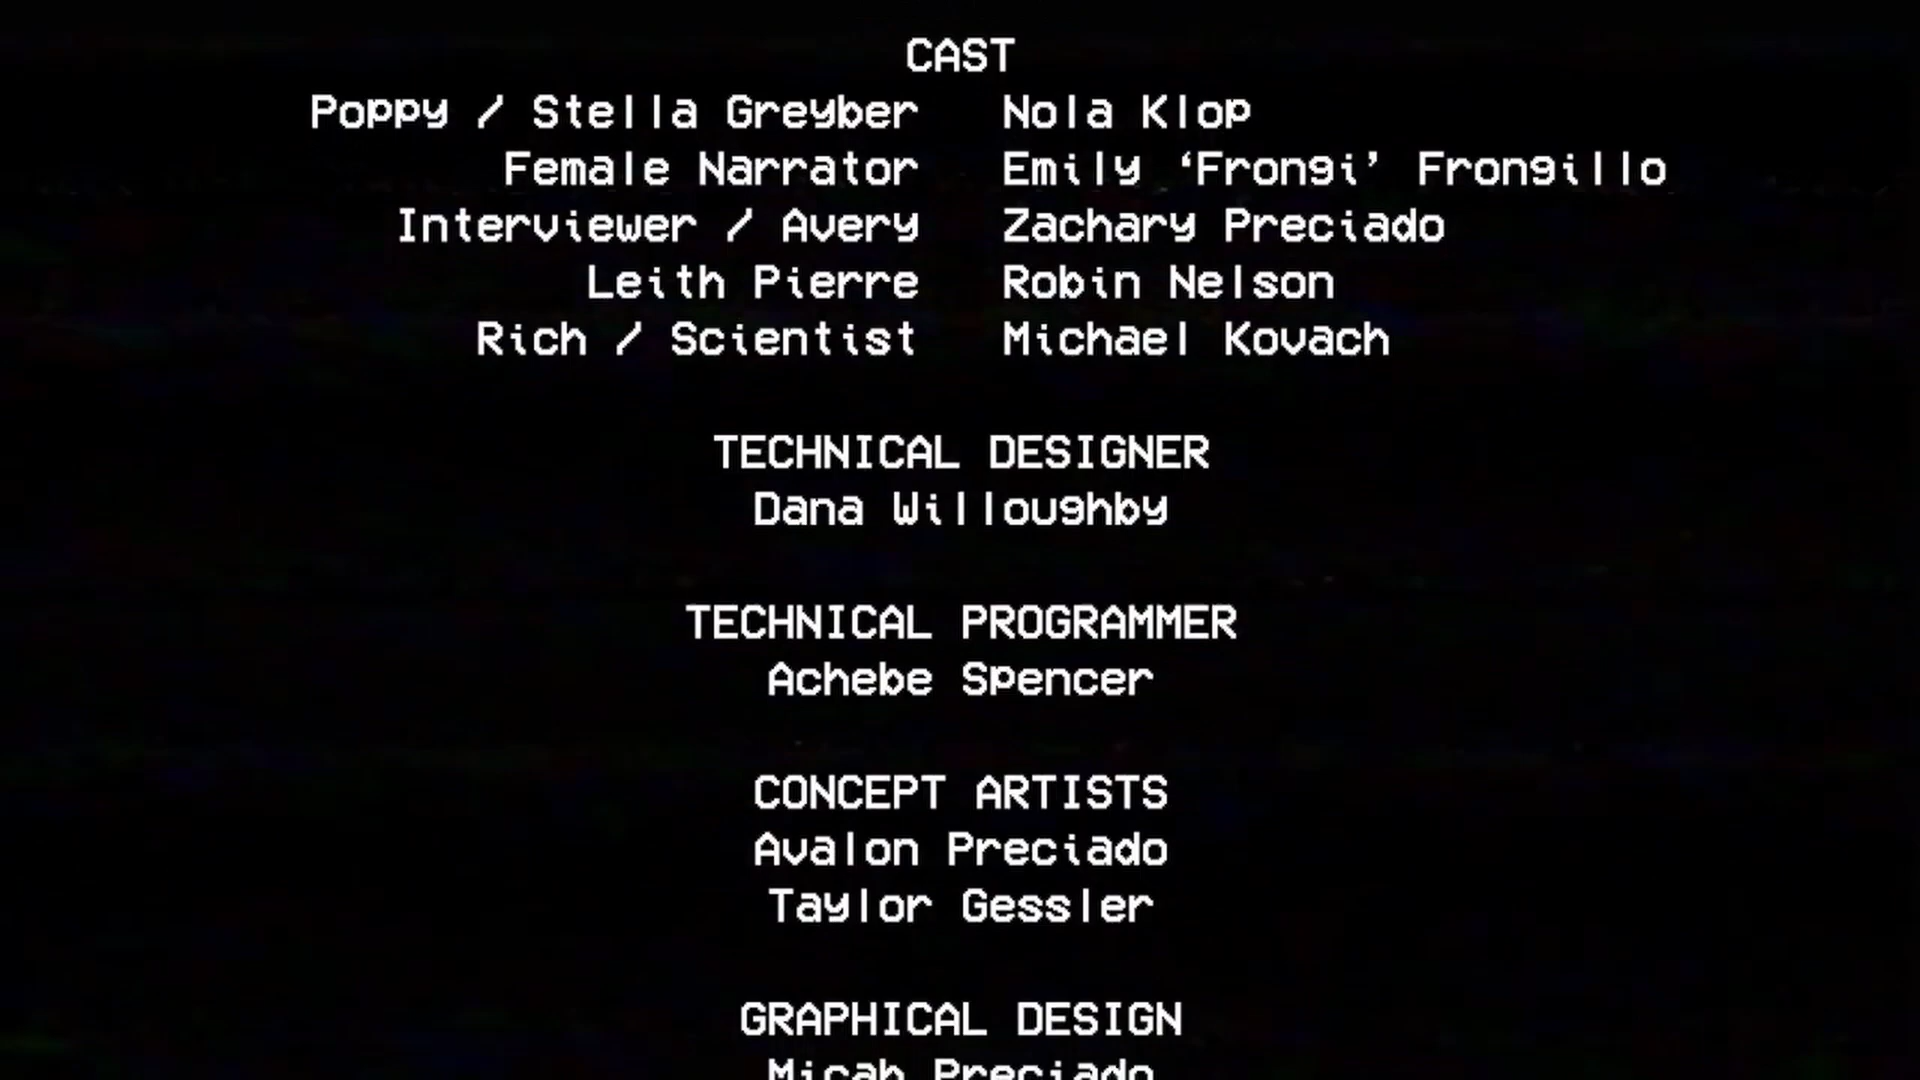 CAST
Poppy / Stella Greyber Nola Klop
Female Narrator Emily ‘Frongi’ Frongillo
Interviewer / Avery Zachary Preciado
Leith Pierre Robin Nelson
Rich / Scientist Michael Kovach
TECHNICAL DESIGNER
Dana Willoughby
TECHNICAL PROGRAMMER
Achebe Spencer
CONCEPT ARTISTS
Avalon Preciado
Taylor Gessler
GRAPHICAL DESIGN
Micah Preciado